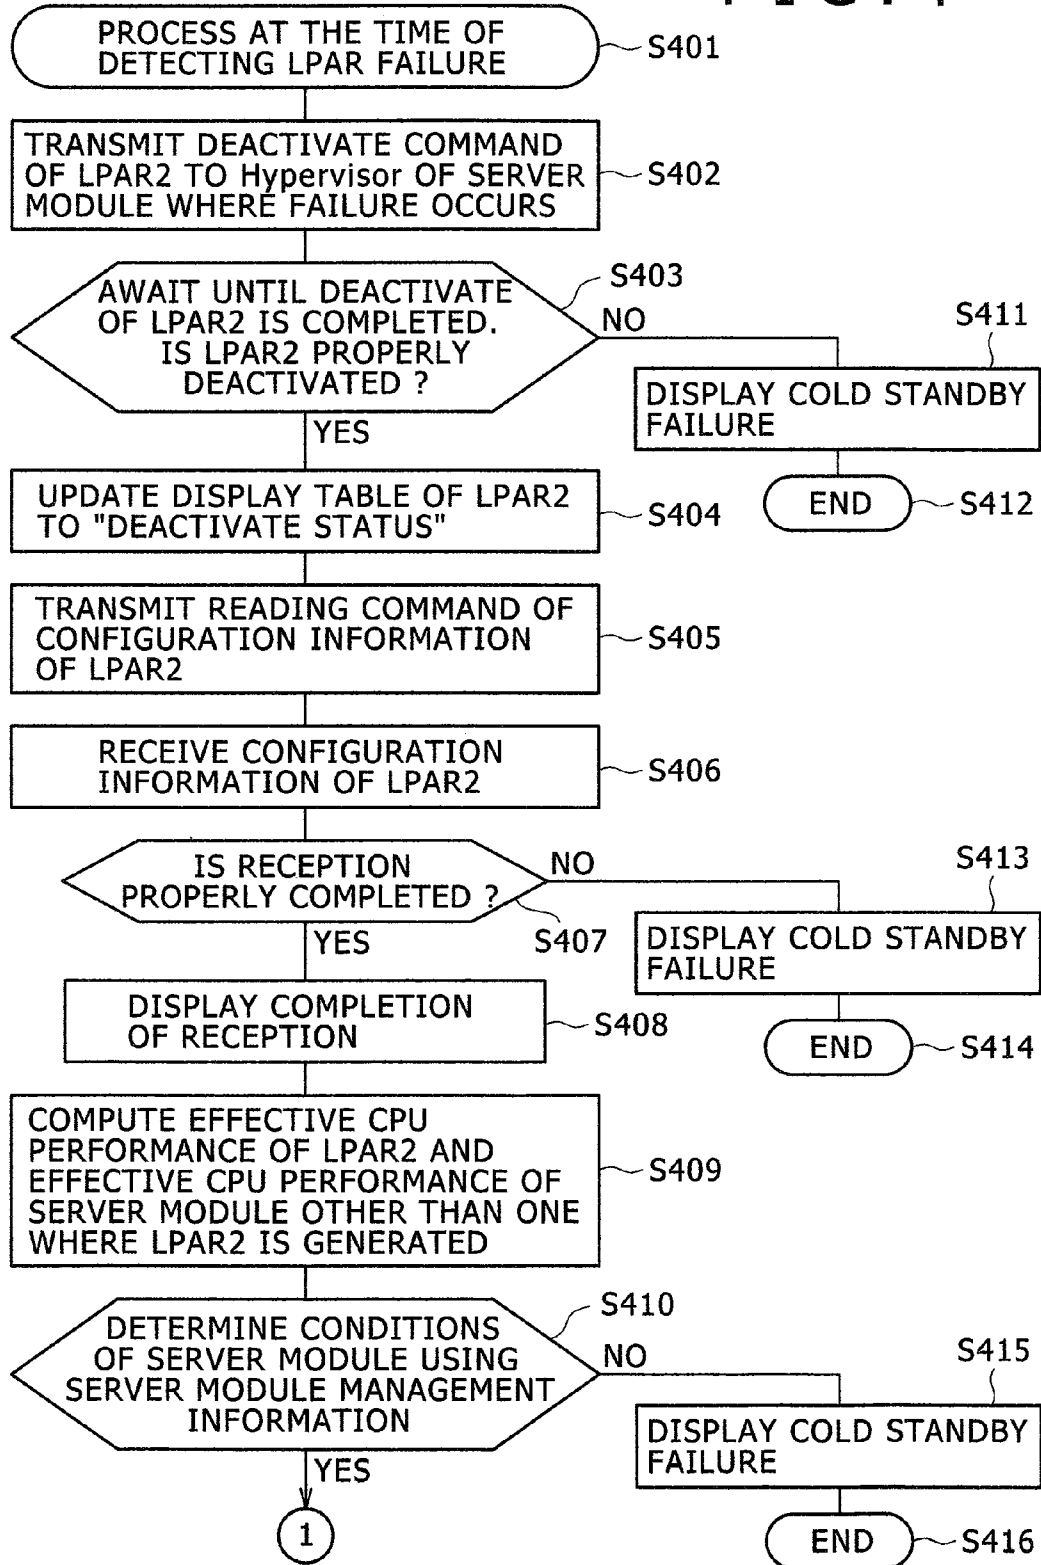 PROCESS AT THE TIME OF
DETECTING LPAR FAILURE
S401
TRANSMIT DEACTIVATE COMMAND
OF LPAR2 TO Hypervisor OF SERVER
MODULE WHERE FAILURE OCCURS
S402
AWAIT UNTIL DEACTIVATE
OF LPAR2 IS COMPLETED.
IS LPAR2 PROPERLY
DEACTIVATED ?
S403
NO
S411
DISPLAY COLD STANDBY
FAILURE
YES
END
S412
UPDATE DISPLAY TABLE OF LPAR2
TO "DEACTIVATE STATUS"
S404
TRANSMIT READING COMMAND OF
CONFIGURATION INFORMATION
OF LPAR2
S405
RECEIVE CONFIGURATION
INFORMATION OF LPAR2
S406
IS RECEPTION
PROPERLY COMPLETED ?
NO
S407
S413
DISPLAY COLD STANDBY
FAILURE
YES
END
S414
DISPLAY COMPLETION
OF RECEPTION
S408
COMPUTE EFFECTIVE CPU
PERFORMANCE OF LPAR2 AND
EFFECTIVE CPU PERFORMANCE OF
SERVER MODULE OTHER THAN ONE
WHERE LPAR2 IS GENERATED
S409
DETERMINE CONDITIONS
OF SERVER MODULE USING
SERVER MODULE MANAGEMENT
INFORMATION
S410
NO
S415
DISPLAY COLD STANDBY
FAILURE
YES
1
END
S416